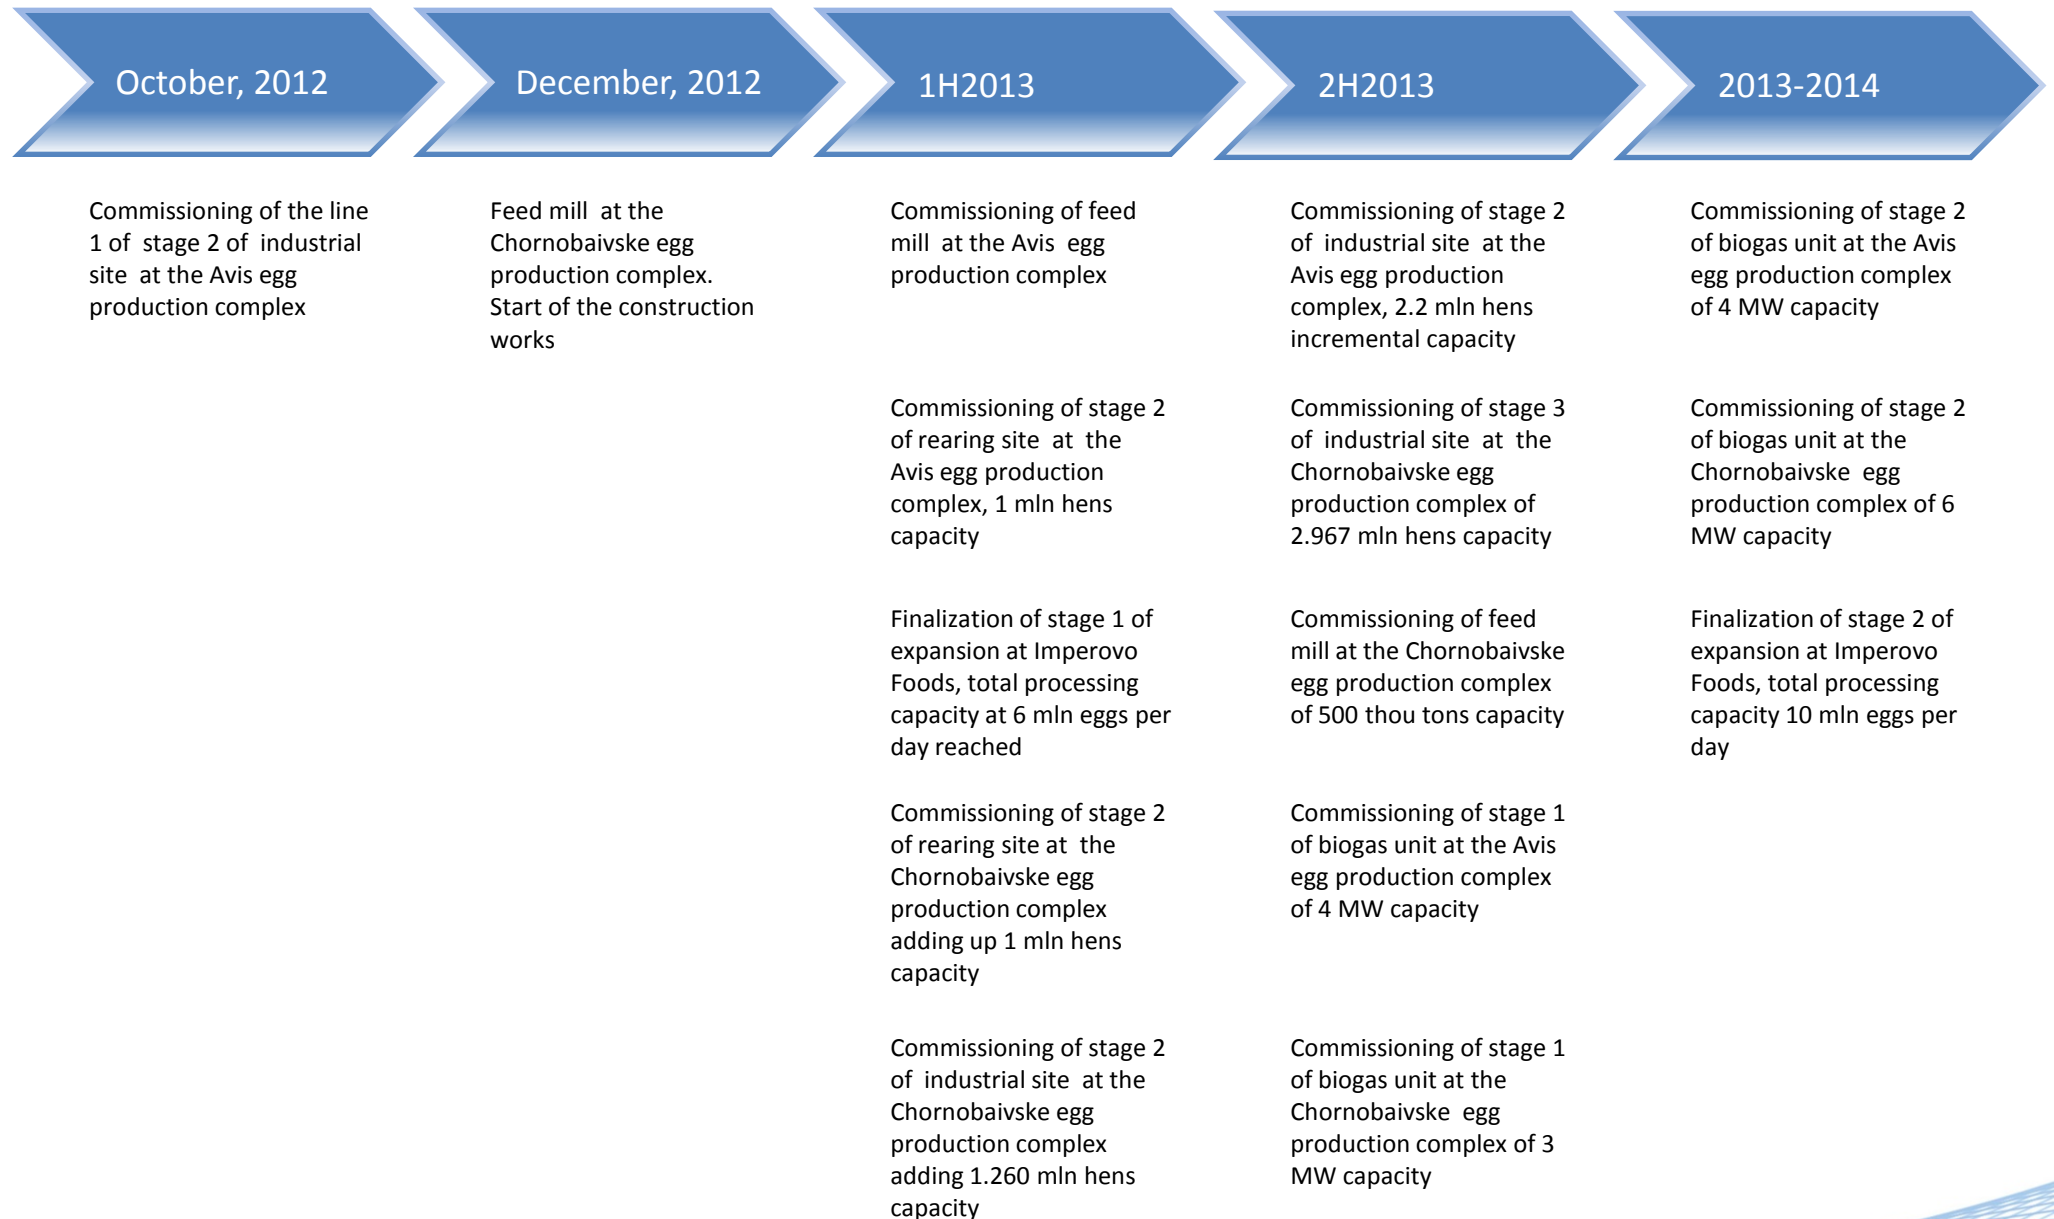 October, 2012
December, 2012
1H2013
2H2013
2013-2014
Commissioning of the line
1 of stage 2 of industrial
site at the Avis egg
production complex
Feed mill at the
Chornobaivske egg
production complex.
Start of the construction
works
Commissioning of feed
mill at the Avis egg
production complex
Commissioning of stage 2
of rearing site at the
Avis egg production
complex, 1 mln hens
capacity
Finalization of stage 1 of
expansion at Imperovo
Foods, total processing
capacity at 6 mln eggs per
day reached
Commissioning of stage 2
of rearing site at the
Chornobaivske egg
production complex
adding up 1 mln hens
capacity
Commissioning of stage 2
of industrial site at the
Chornobaivske egg
production complex
adding 1.260 mln hens
capacity
Commissioning of stage 2
of industrial site at the
Avis egg production
complex, 2.2 mln hens
incremental capacity
Commissioning of stage 3
of industrial site at the
Chornobaivske egg
production complex of
2.967 mln hens capacity
Commissioning of feed
mill at the Chornobaivske
egg production complex
of 500 thou tons capacity
Commissioning of stage 1
of biogas unit at the Avis
egg production complex
of 4 MW capacity
Commissioning of stage 1
of biogas unit at the
Chornobaivske egg
production complex of 3
MW capacity
Commissioning of stage 2
of biogas unit at the Avis
egg production complex
of 4 MW capacity
Commissioning of stage 2
of biogas unit at the
Chornobaivske egg
production complex of 6
MW capacity
Finalization of stage 2 of
expansion at Imperovo
Foods, total processing
capacity 10 mln eggs per
day